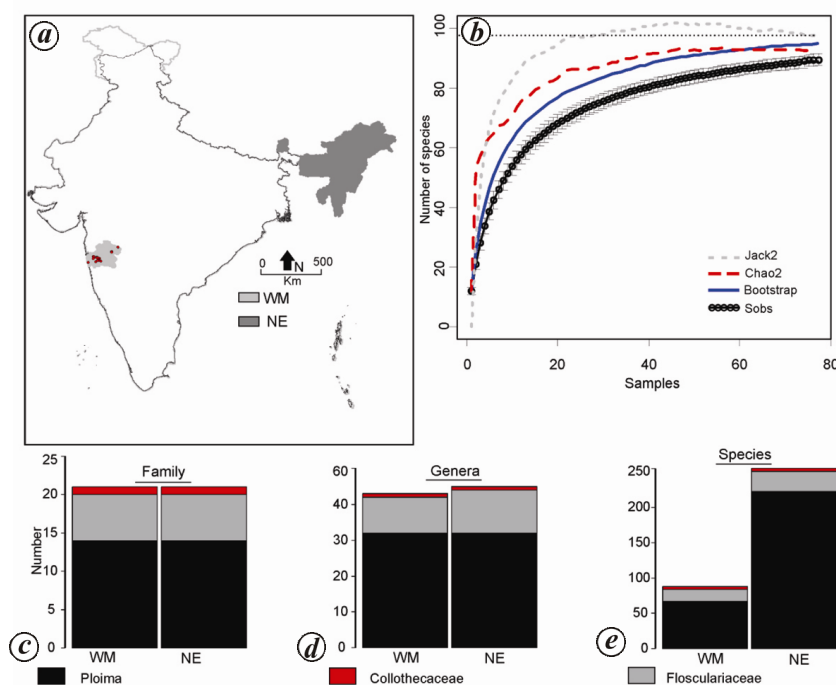 a
N
0 500
Km
WM
NE
b
Number of species
100
80
60
40
20
0
Jack2
Chao2
Bootstrap
Sobs
0 20 40 60 80
Samples
c
Family
Number
25
20
15
10
5
0
WM NE
d
Genera
60
50
40
30
20
10
0
WM NE
e
Species
250
200
150
100
50
0
WM NE
Ploima
Collothecaceae
Flosculariaceae